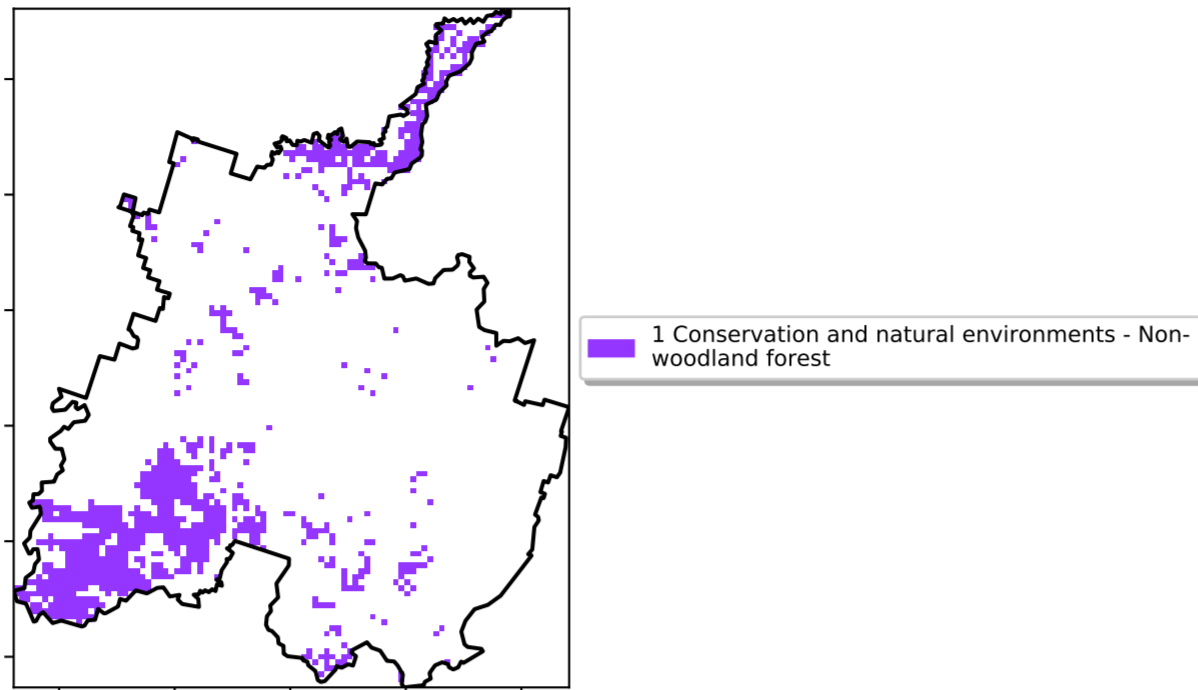 1 Conservation and natural environments - Non-
woodland forest